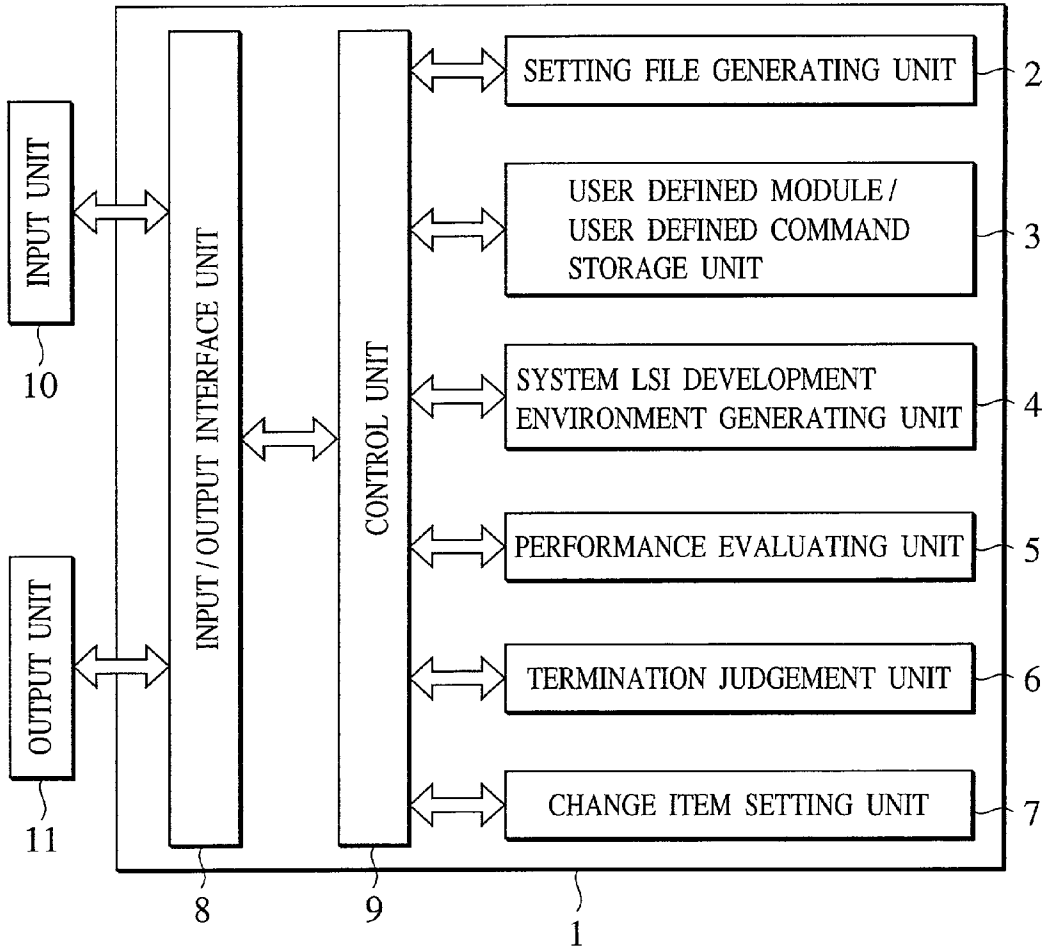 SETTING FILE GENERATING UNIT
2
USER DEFINED MODULE /
USER DEFINED COMMAND
STORAGE UNIT
3
SYSTEM LSI DEVELOPMENT
ENVIRONMENT GENERATING UNIT
4
PERFORMANCE EVALUATING UNIT
5
TERMINATION JUDGEMENT UNIT
6
CHANGE ITEM SETTING UNIT
7
INPUT UNIT
10
OUTPUT UNIT
11
INPUT / OUTPUT INTERFACE UNIT
8
CONTROL UNIT
9
1